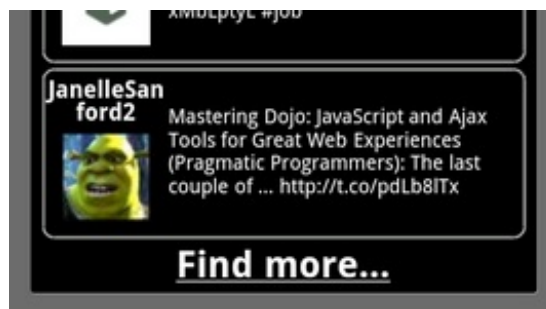 JanelleSan
ford2
Mastering Dojo: JavaScript and Ajax
Tools for Great Web Experiences
(Pragmatic Programmers): The last
couple of ... http://t.co/pdLb8lTx
Find more...